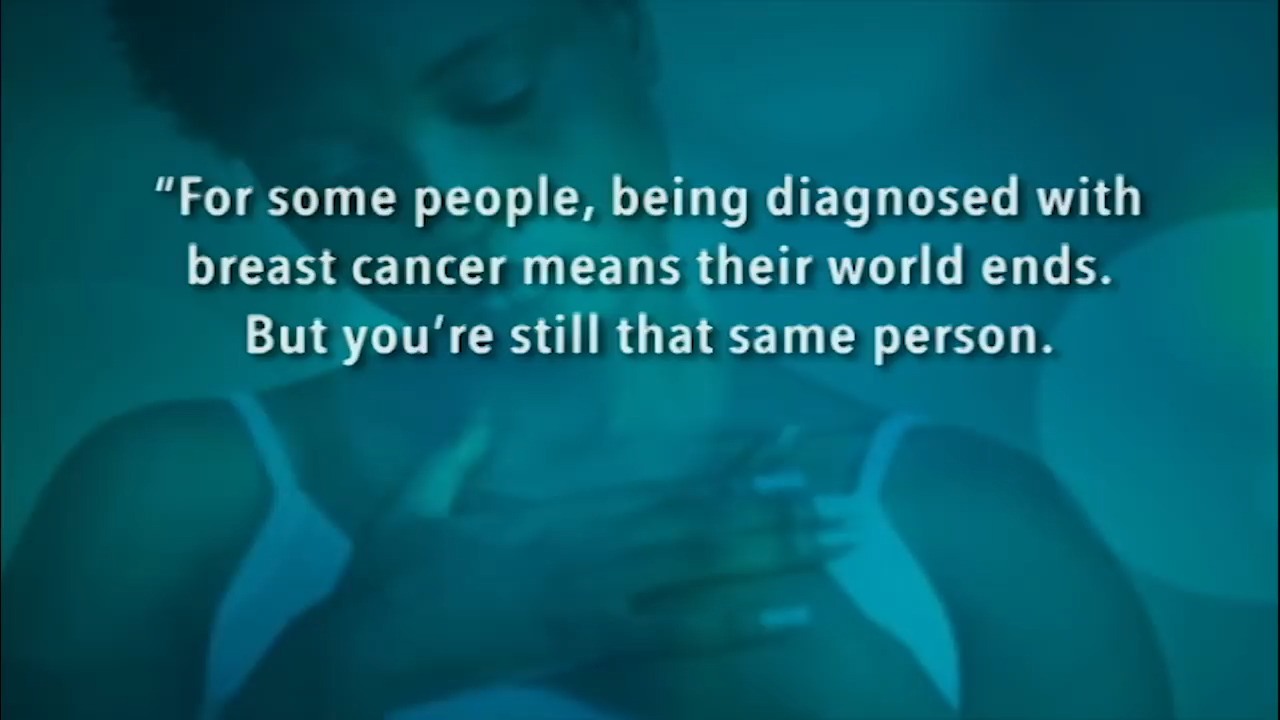 “For some people, being diagnosed with
breast cancer means their world ends.
But you’re still that same person.